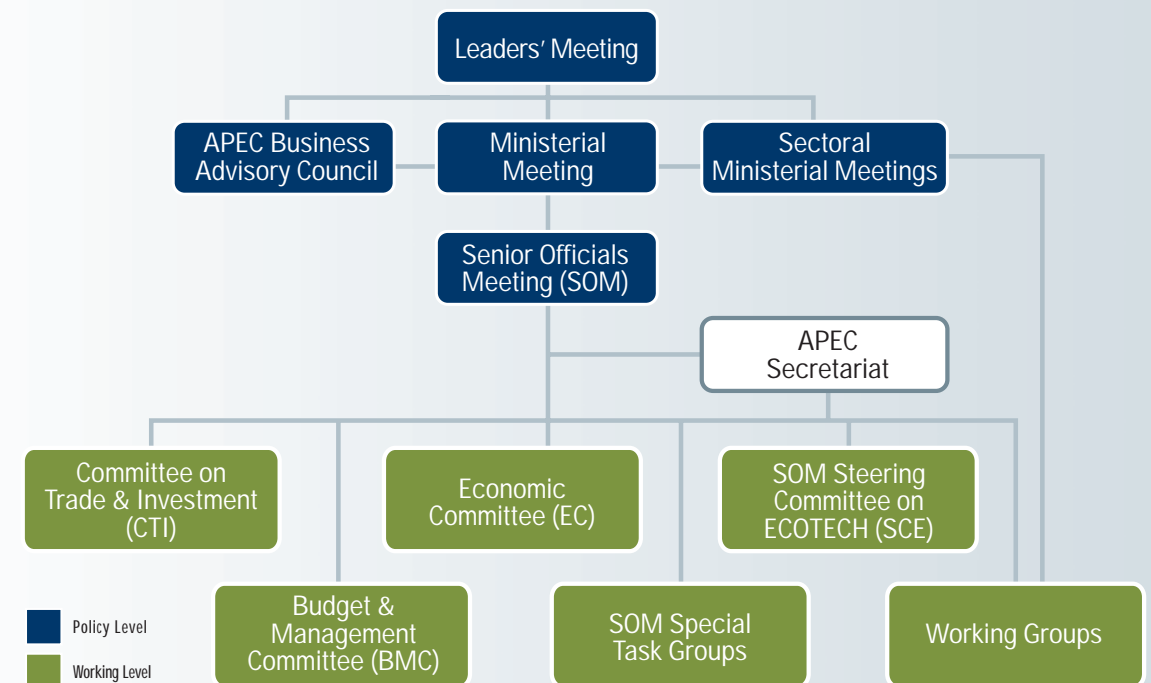 Leaders' Meeting
APEC Business
Advisory Council
Ministerial
Meeting
Sectoral
Ministerial Meetings
Senior Officials
Meeting (SOM)
APEC
Secretariat
Committee on
Trade & Investment
(CTI)
Economic
Committee (EC)
SOM Steering
Committee on
ECOTECH (SCE)
Budget &
Management
Committee (BMC)
SOM Special
Task Groups
Working Groups
Policy Level
Working Level